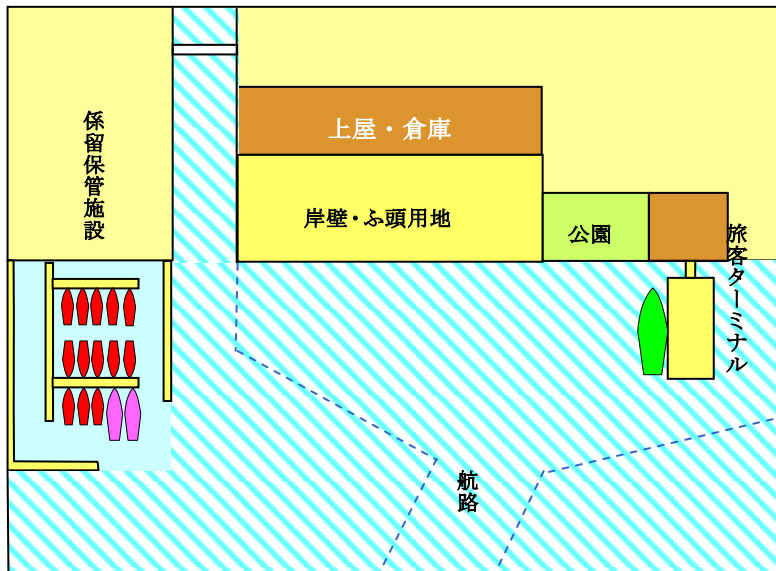 係留保管施設
上屋・倉庫
岸壁・ふ頭用地
公園
旅客ターミナル
航路